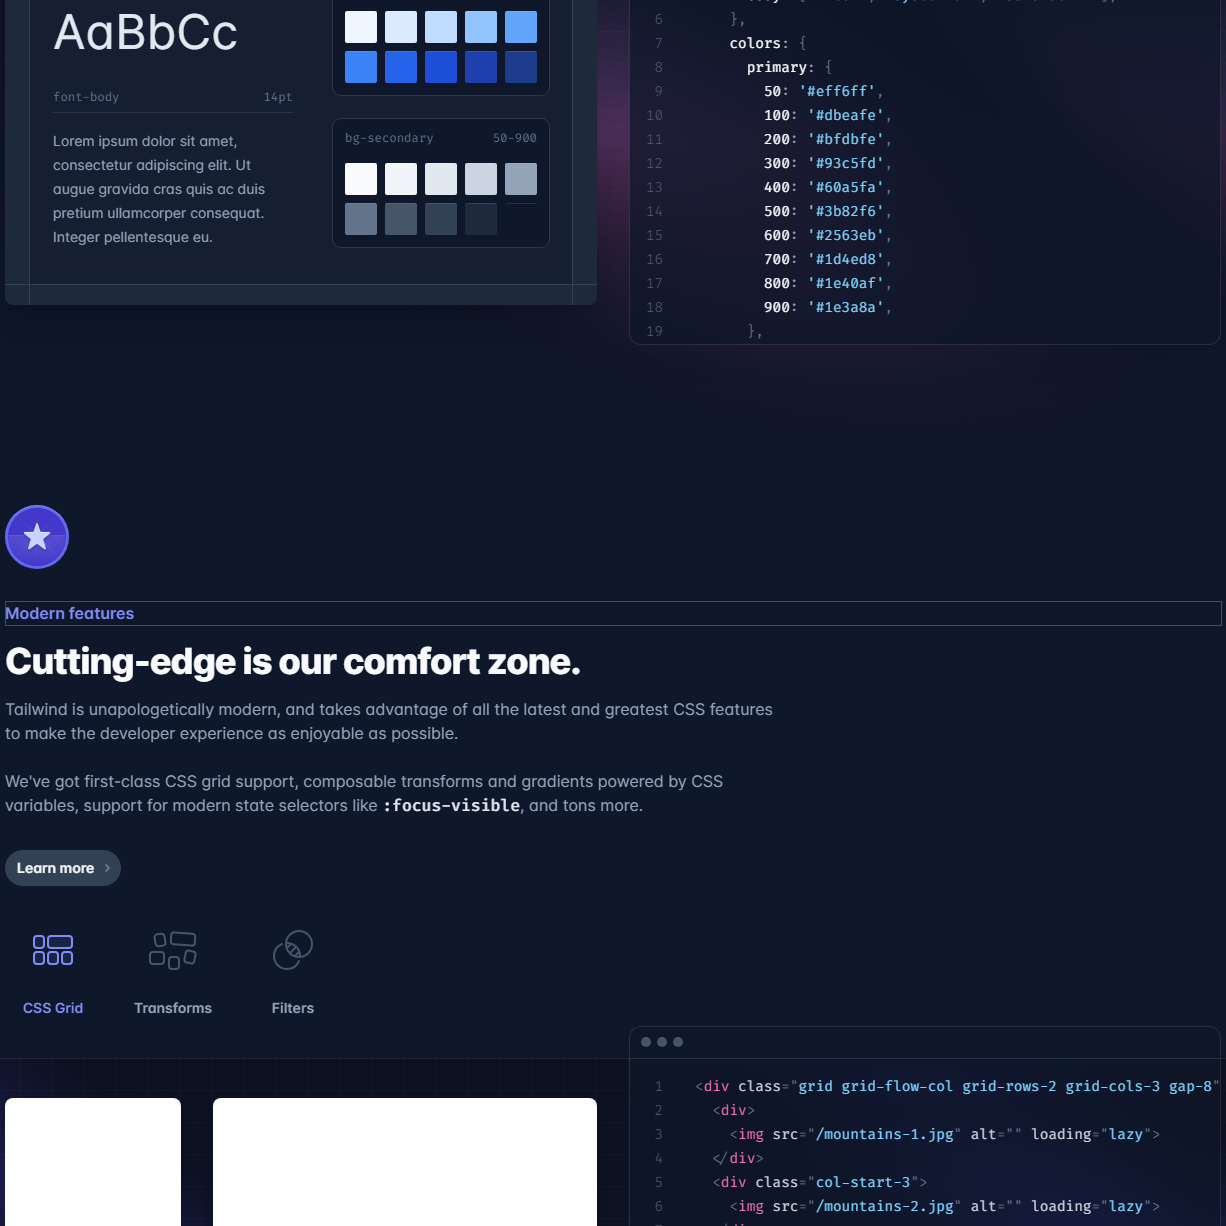 AaBbCc
font-body 14pt
Lorem ipsum dolor sit amet,
consectetur adipiscing elit. Ut
augue gravida cras quis ac duis
pretium ullamcorper consequat.
Integer pellentesque eu.
bg-secondary 50-900
6 },
7 colors: {
8 primary: {
9 50: '#eff6ff',
10 100: '#dbeafe',
11 200: '#bfdbfe',
12 300: '#93c5fd',
13 400: '#60a5fa',
14 500: '#3b82f6',
15 600: '#2563eb',
16 700: '#1d4ed8',
17 800: '#1e40af',
18 900: '#1e3a8a',
19 },
Modern features
Cutting-edge is our comfort zone.
Tailwind is unapologetically modern, and takes advantage of all the latest and greatest CSS features
to make the developer experience as enjoyable as possible.
We've got first-class CSS grid support, composable transforms and gradients powered by CSS
variables, support for modern state selectors like :focus-visible, and tons more.
Learn more
CSS Grid
Transforms
Filters
1 <div class="grid grid-flow-col grid-rows-2 grid-cols-3 gap-8"
2 <div>
3 <img src="/mountains-1.jpg" alt="" loading="lazy">
4 </div>
5 <div class="col-start-3">
6 <img src="/mountains-2.jpg" alt="" loading="lazy">